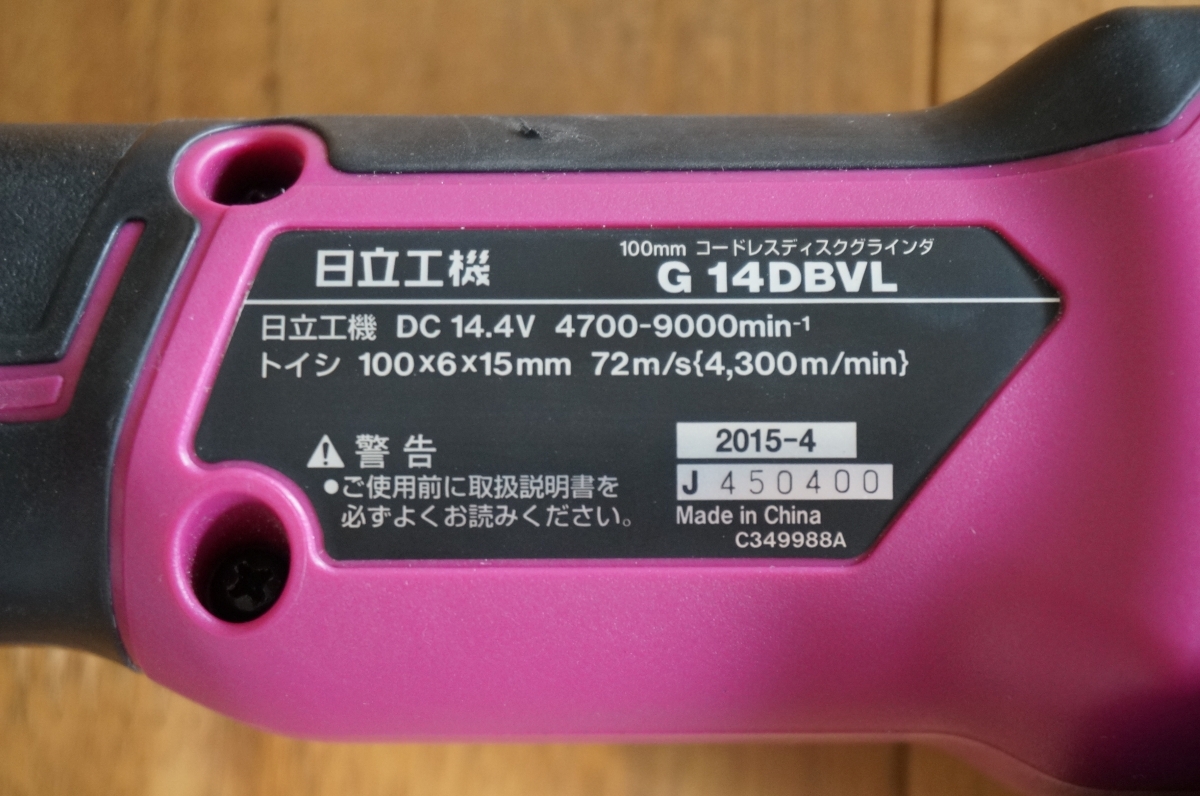 日立工機
100mm コードレスディスクグラインダ
G 14DBVL
日立工機 DC 14.4V 4700-9000min⁻¹
トイシ 100×6×15mm 72m/s{4,300m/min}
⚠ 警告
●ご使用前に取扱説明書を
必ずよくお読みください。
2015-4
J 450400
Made in China
C349988A